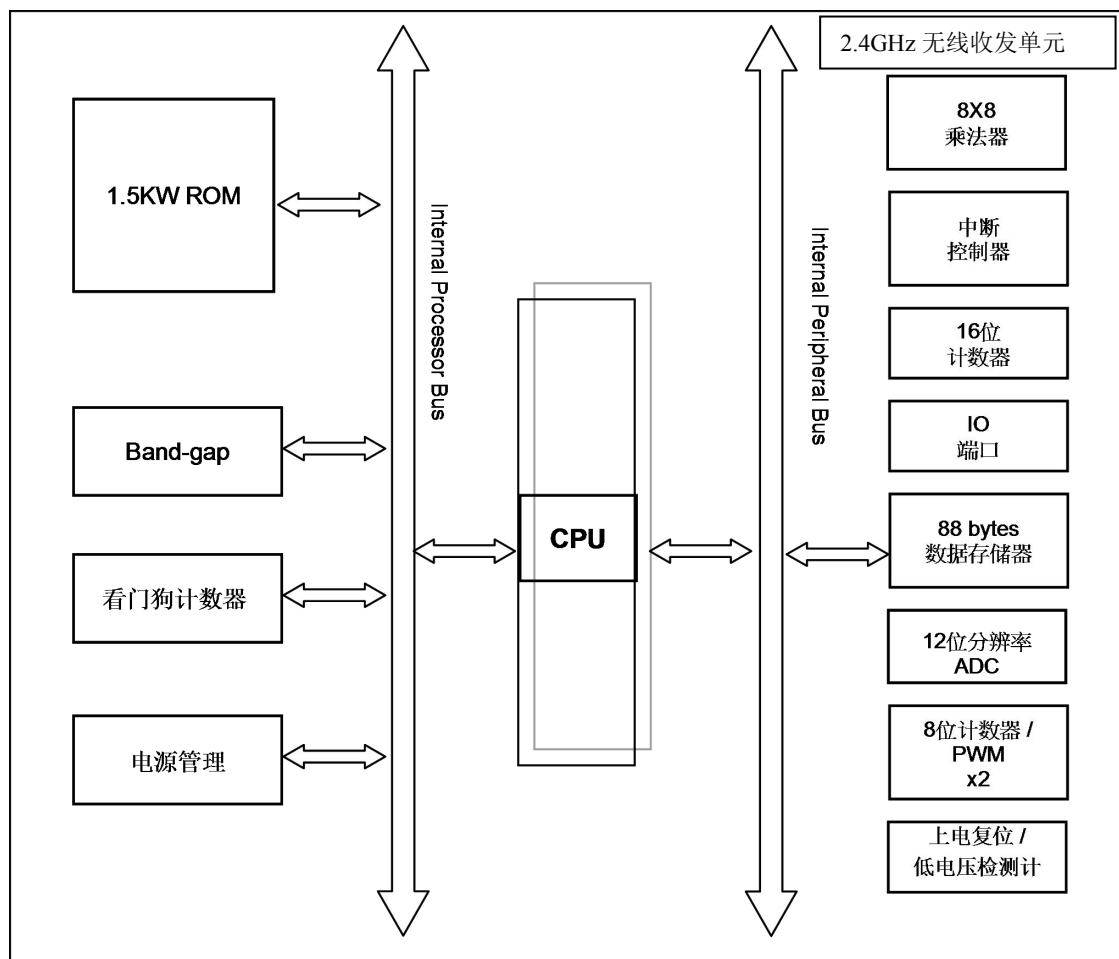 2.4GHz 无线收发单元
1.5KW ROM
Band-gap
看门狗计数器
电源管理
Internal Processor Bus
CPU
Internal Peripheral Bus
8X8
乘法器
中断
控制器
16位
计数器
IO
端口
88 bytes
数据存储器
12位分辨率
ADC
8位计数器 /
PWM
x2
上电复位 /
低电压检测计